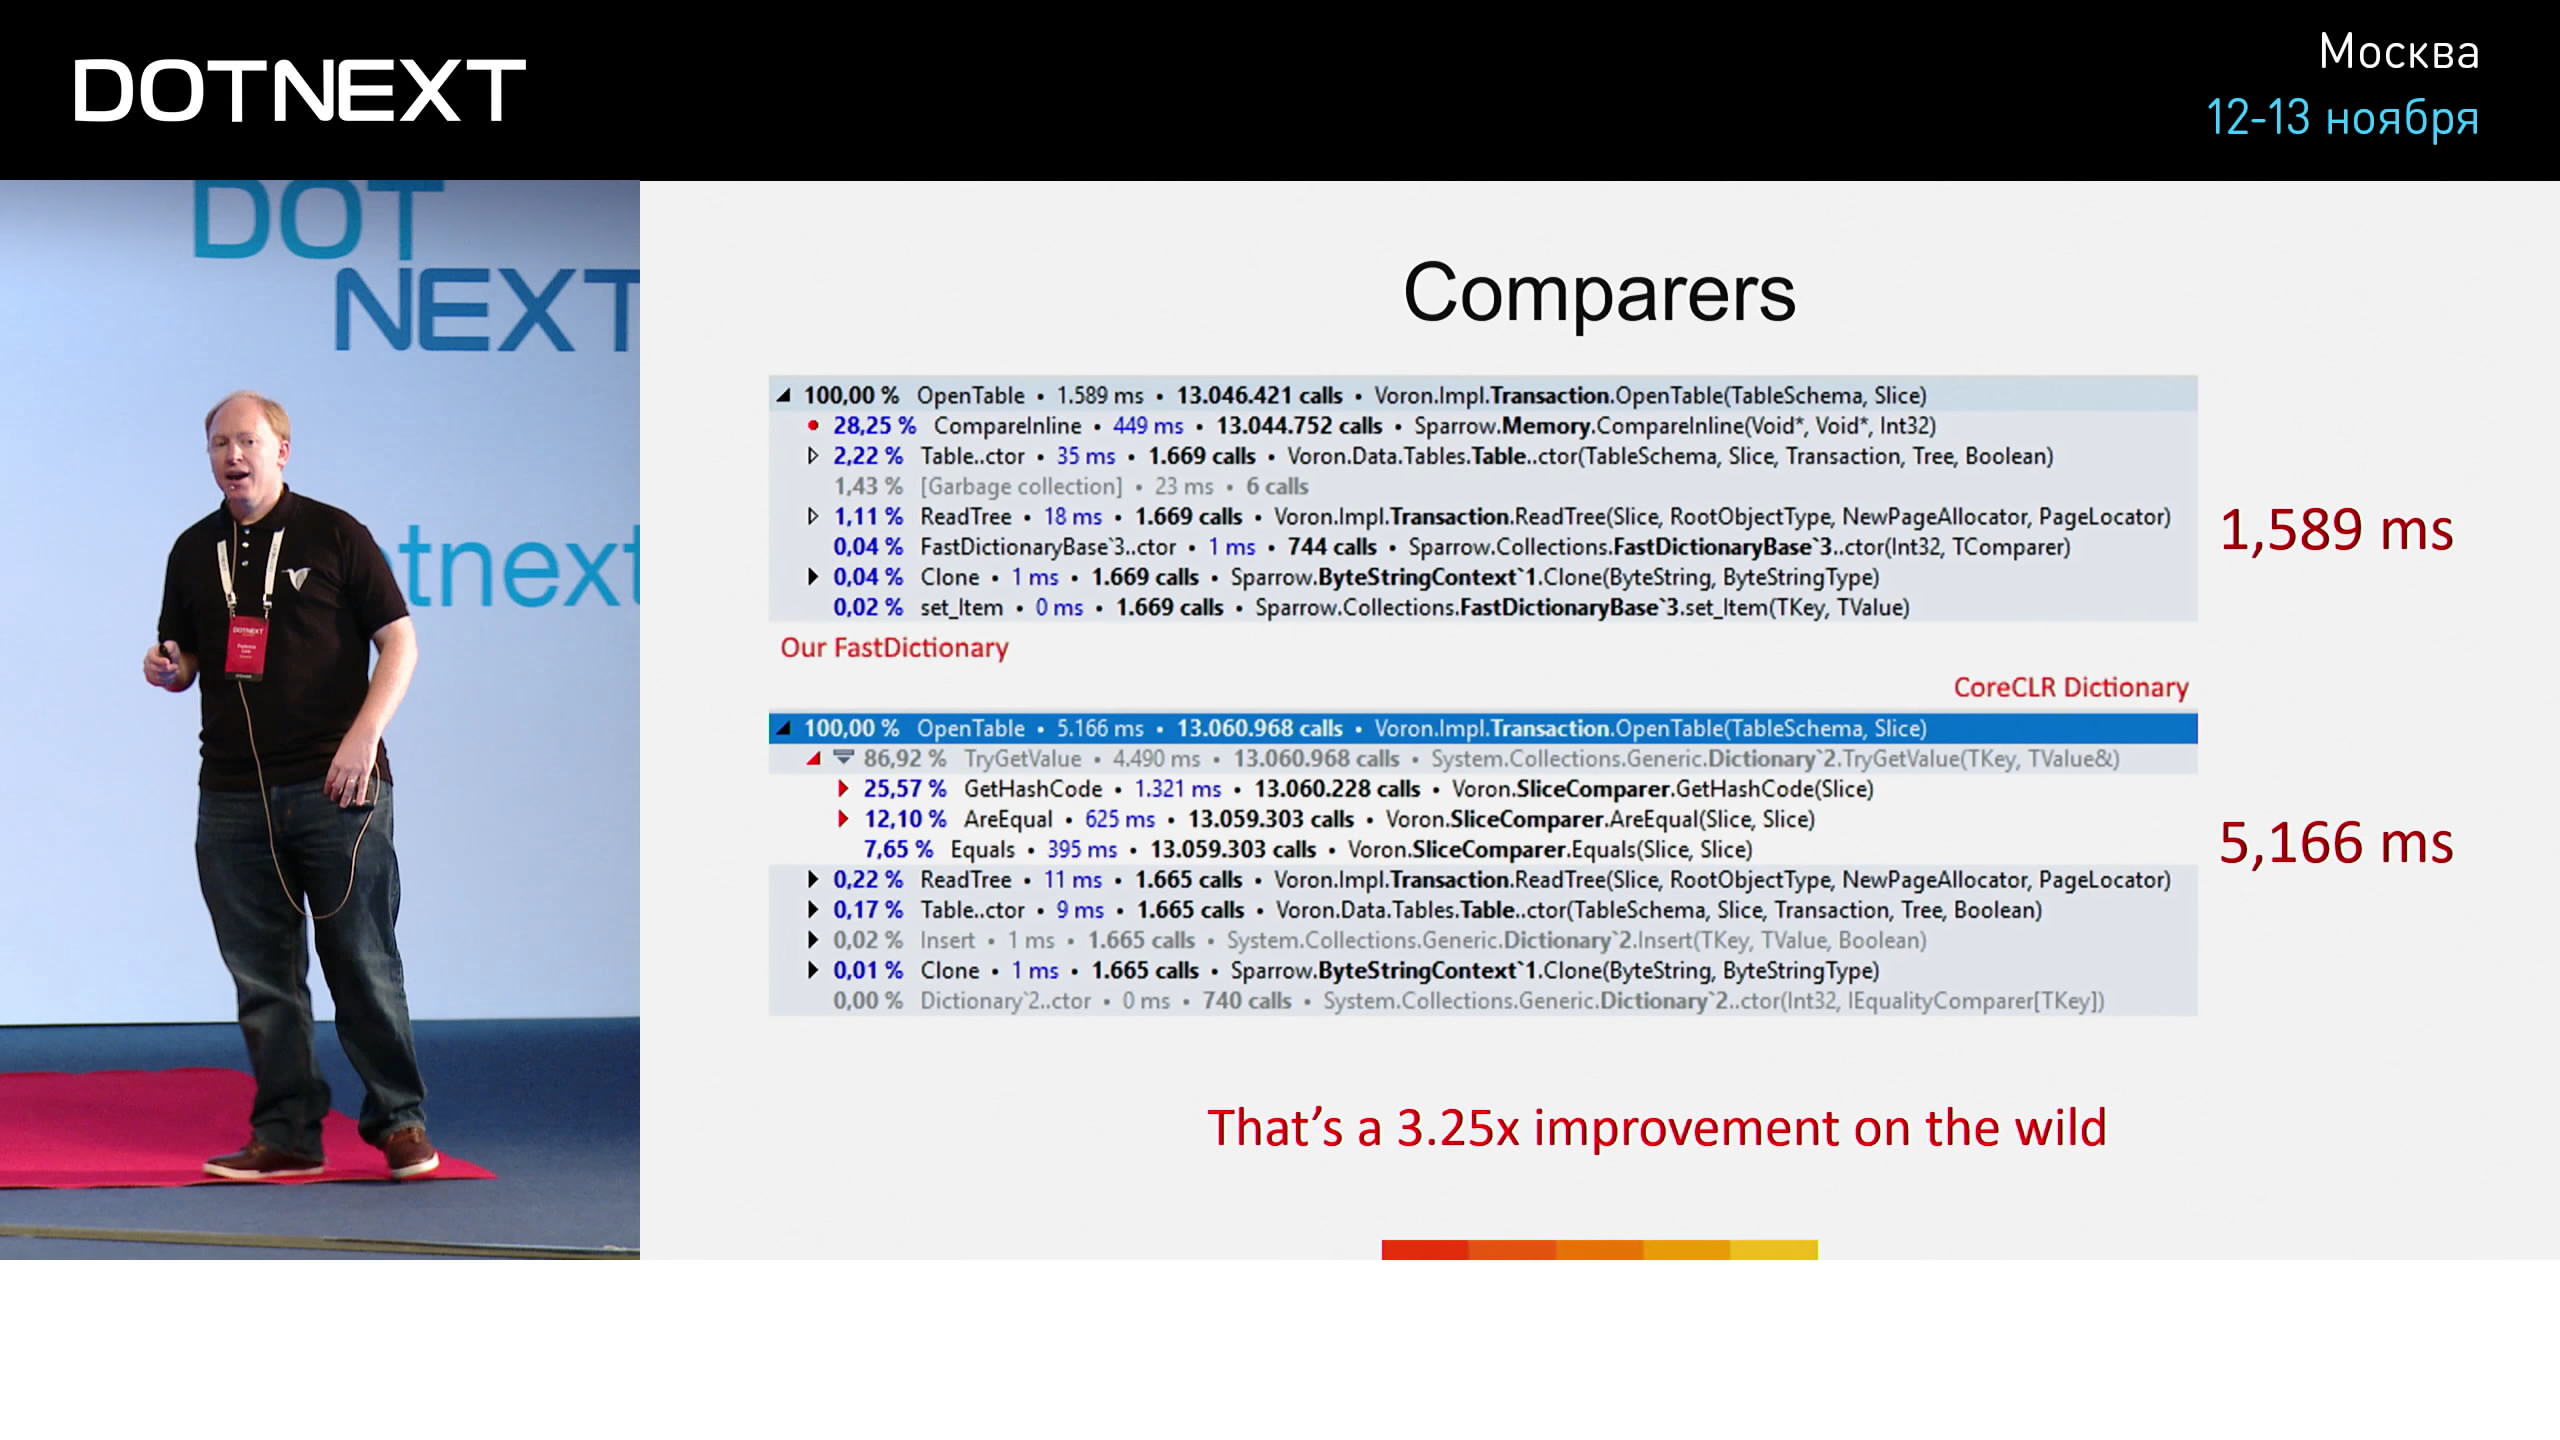 DOTNEXT
Москва
12-13 ноября
DOT
NEXT
tnext
DOTNEXT
Comparers
100,00 % OpenTable • 1.589 ms • 13.046.421 calls • Voron.Impl.Transaction.OpenTable(TableSchema, Slice)
28,25 % CompareInline • 449 ms • 13.044.752 calls • Sparrow.Memory.CompareInline(Void*, Void*, Int32)
2,22 % Table..ctor • 35 ms • 1.669 calls • Voron.Data.Tables.Table..ctor(TableSchema, Slice, Transaction, Tree, Boolean)
1,43 % [Garbage collection] • 23 ms • 6 calls
1,11 % ReadTree • 18 ms • 1.669 calls • Voron.Impl.Transaction.ReadTree(Slice, RootObjectType, NewPageAllocator, PageLocator)
0,04 % FastDictionaryBase`3..ctor • 1 ms • 744 calls • Sparrow.Collections.FastDictionaryBase`3..ctor(Int32, TComparer)
0,04 % Clone • 1 ms • 1.669 calls • Sparrow.ByteStringContext`1.Clone(ByteString, ByteStringType)
0,02 % set_Item • 0 ms • 1.669 calls • Sparrow.Collections.FastDictionaryBase`3.set_Item(TKey, TValue)
1,589 ms
Our FastDictionary
CoreCLR Dictionary
100,00 % OpenTable • 5.166 ms • 13.060.968 calls • Voron.Impl.Transaction.OpenTable(TableSchema, Slice)
86,92 % TryGetValue • 4.490 ms • 13.060.968 calls • System.Collections.Generic.Dictionary`2.TryGetValue(TKey, TValue&)
25,57 % GetHashCode • 1.321 ms • 13.060.228 calls • Voron.SliceComparer.GetHashCode(Slice)
12,10 % AreEqual • 625 ms • 13.059.303 calls • Voron.SliceComparer.AreEqual(Slice, Slice)
7,65 % Equals • 395 ms • 13.059.303 calls • Voron.SliceComparer.Equals(Slice, Slice)
0,22 % ReadTree • 11 ms • 1.665 calls • Voron.Impl.Transaction.ReadTree(Slice, RootObjectType, NewPageAllocator, PageLocator)
0,17 % Table..ctor • 9 ms • 1.665 calls • Voron.Data.Tables.Table..ctor(TableSchema, Slice, Transaction, Tree, Boolean)
0,02 % Insert • 1 ms • 1.665 calls • System.Collections.Generic.Dictionary`2.Insert(TKey, TValue, Boolean)
0,01 % Clone • 1 ms • 1.665 calls • Sparrow.ByteStringContext`1.Clone(ByteString, ByteStringType)
0,00 % Dictionary`2..ctor • 0 ms • 740 calls • System.Collections.Generic.Dictionary`2..ctor(Int32, IEqualityComparer[TKey])
5,166 ms
That’s a 3.25x improvement on the wild